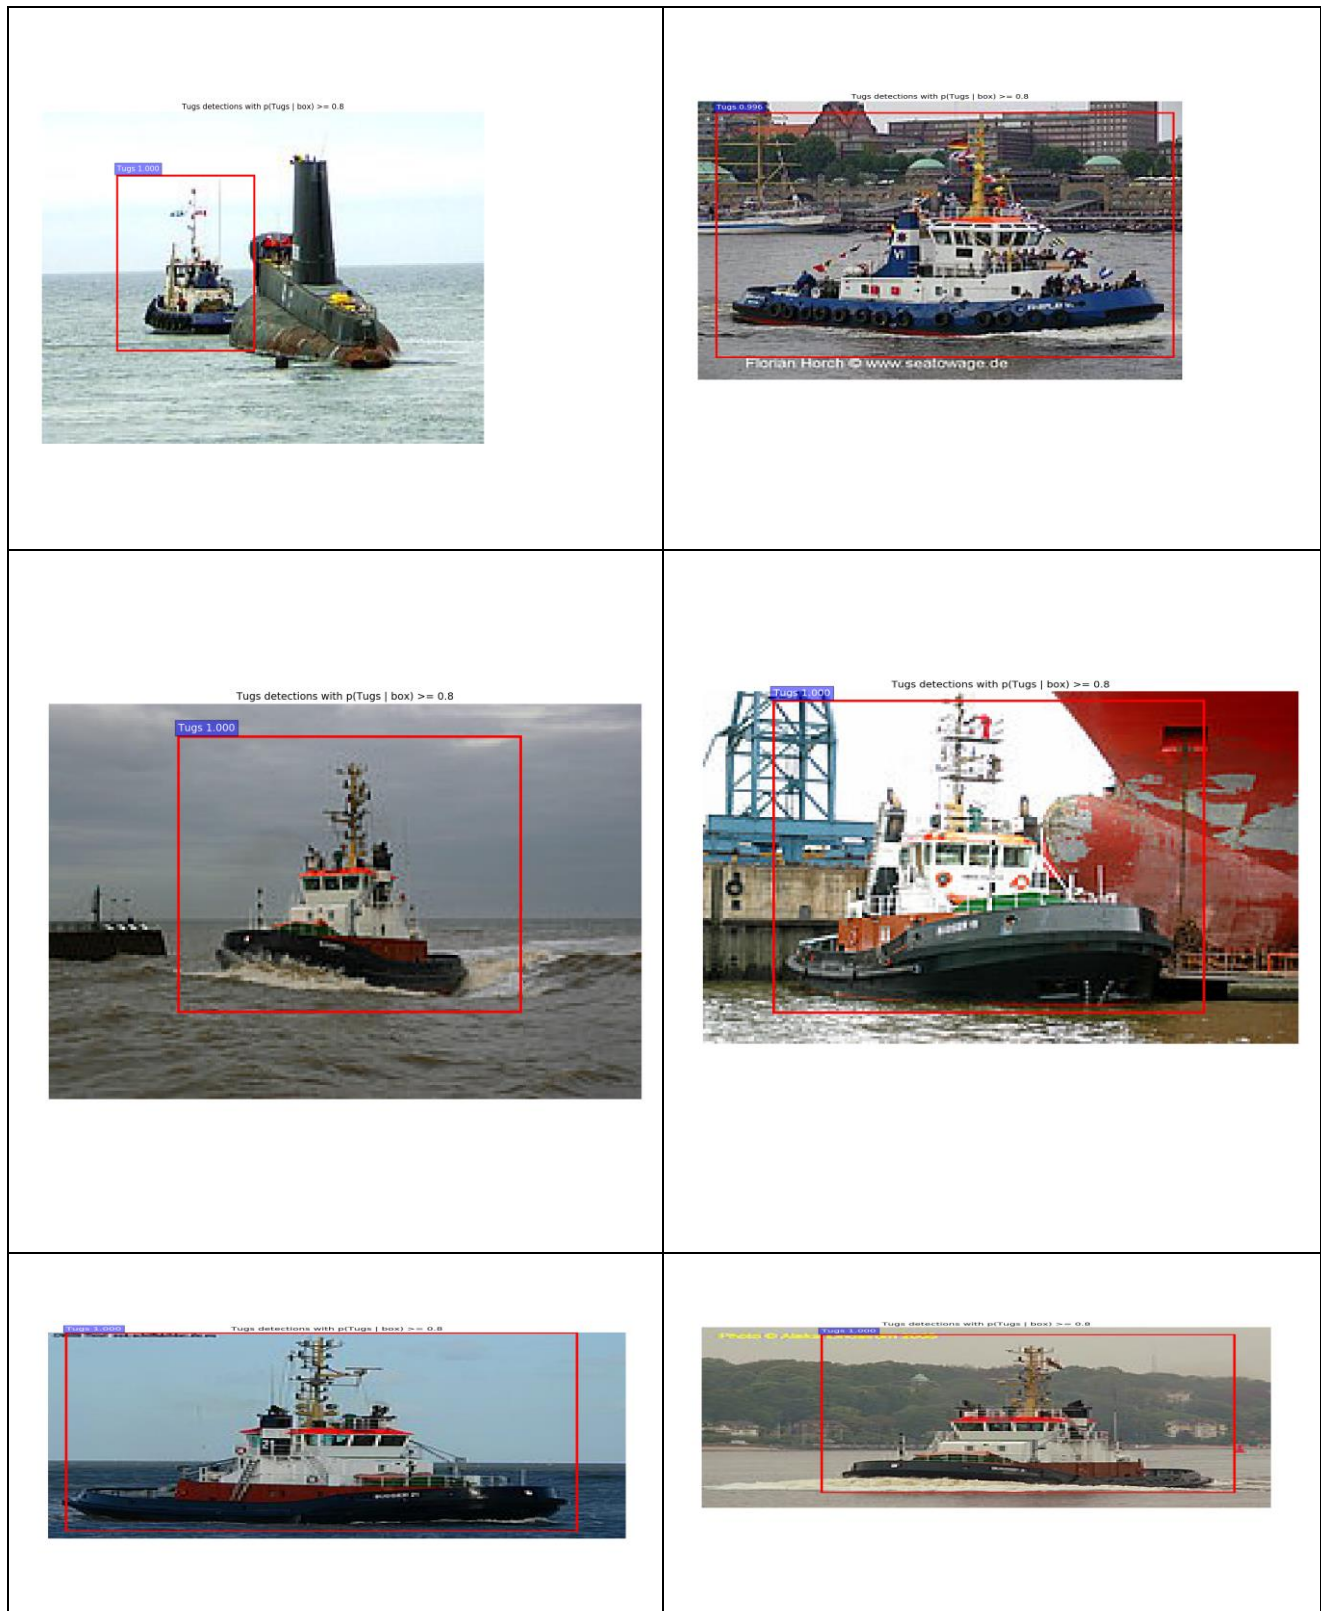 Tugs detections with p(Tugs | box) >= 0.8
Tugs 1.000
Tugs detections with p(Tugs | box) >= 0.8
Tugs 0.996
Florian Horch © www.seatowage.de
Tugs detections with p(Tugs | box) >= 0.8
Tugs 1.000
Tugs detections with p(Tugs | box) >= 0.8
Tugs 1.000
Tugs detections with p(Tugs | box) >= 0.8
Tugs 1.000
BUGSIER 21
Tugs detections with p(Tugs | box) >= 0.8
Tugs 1.000
Photo ©